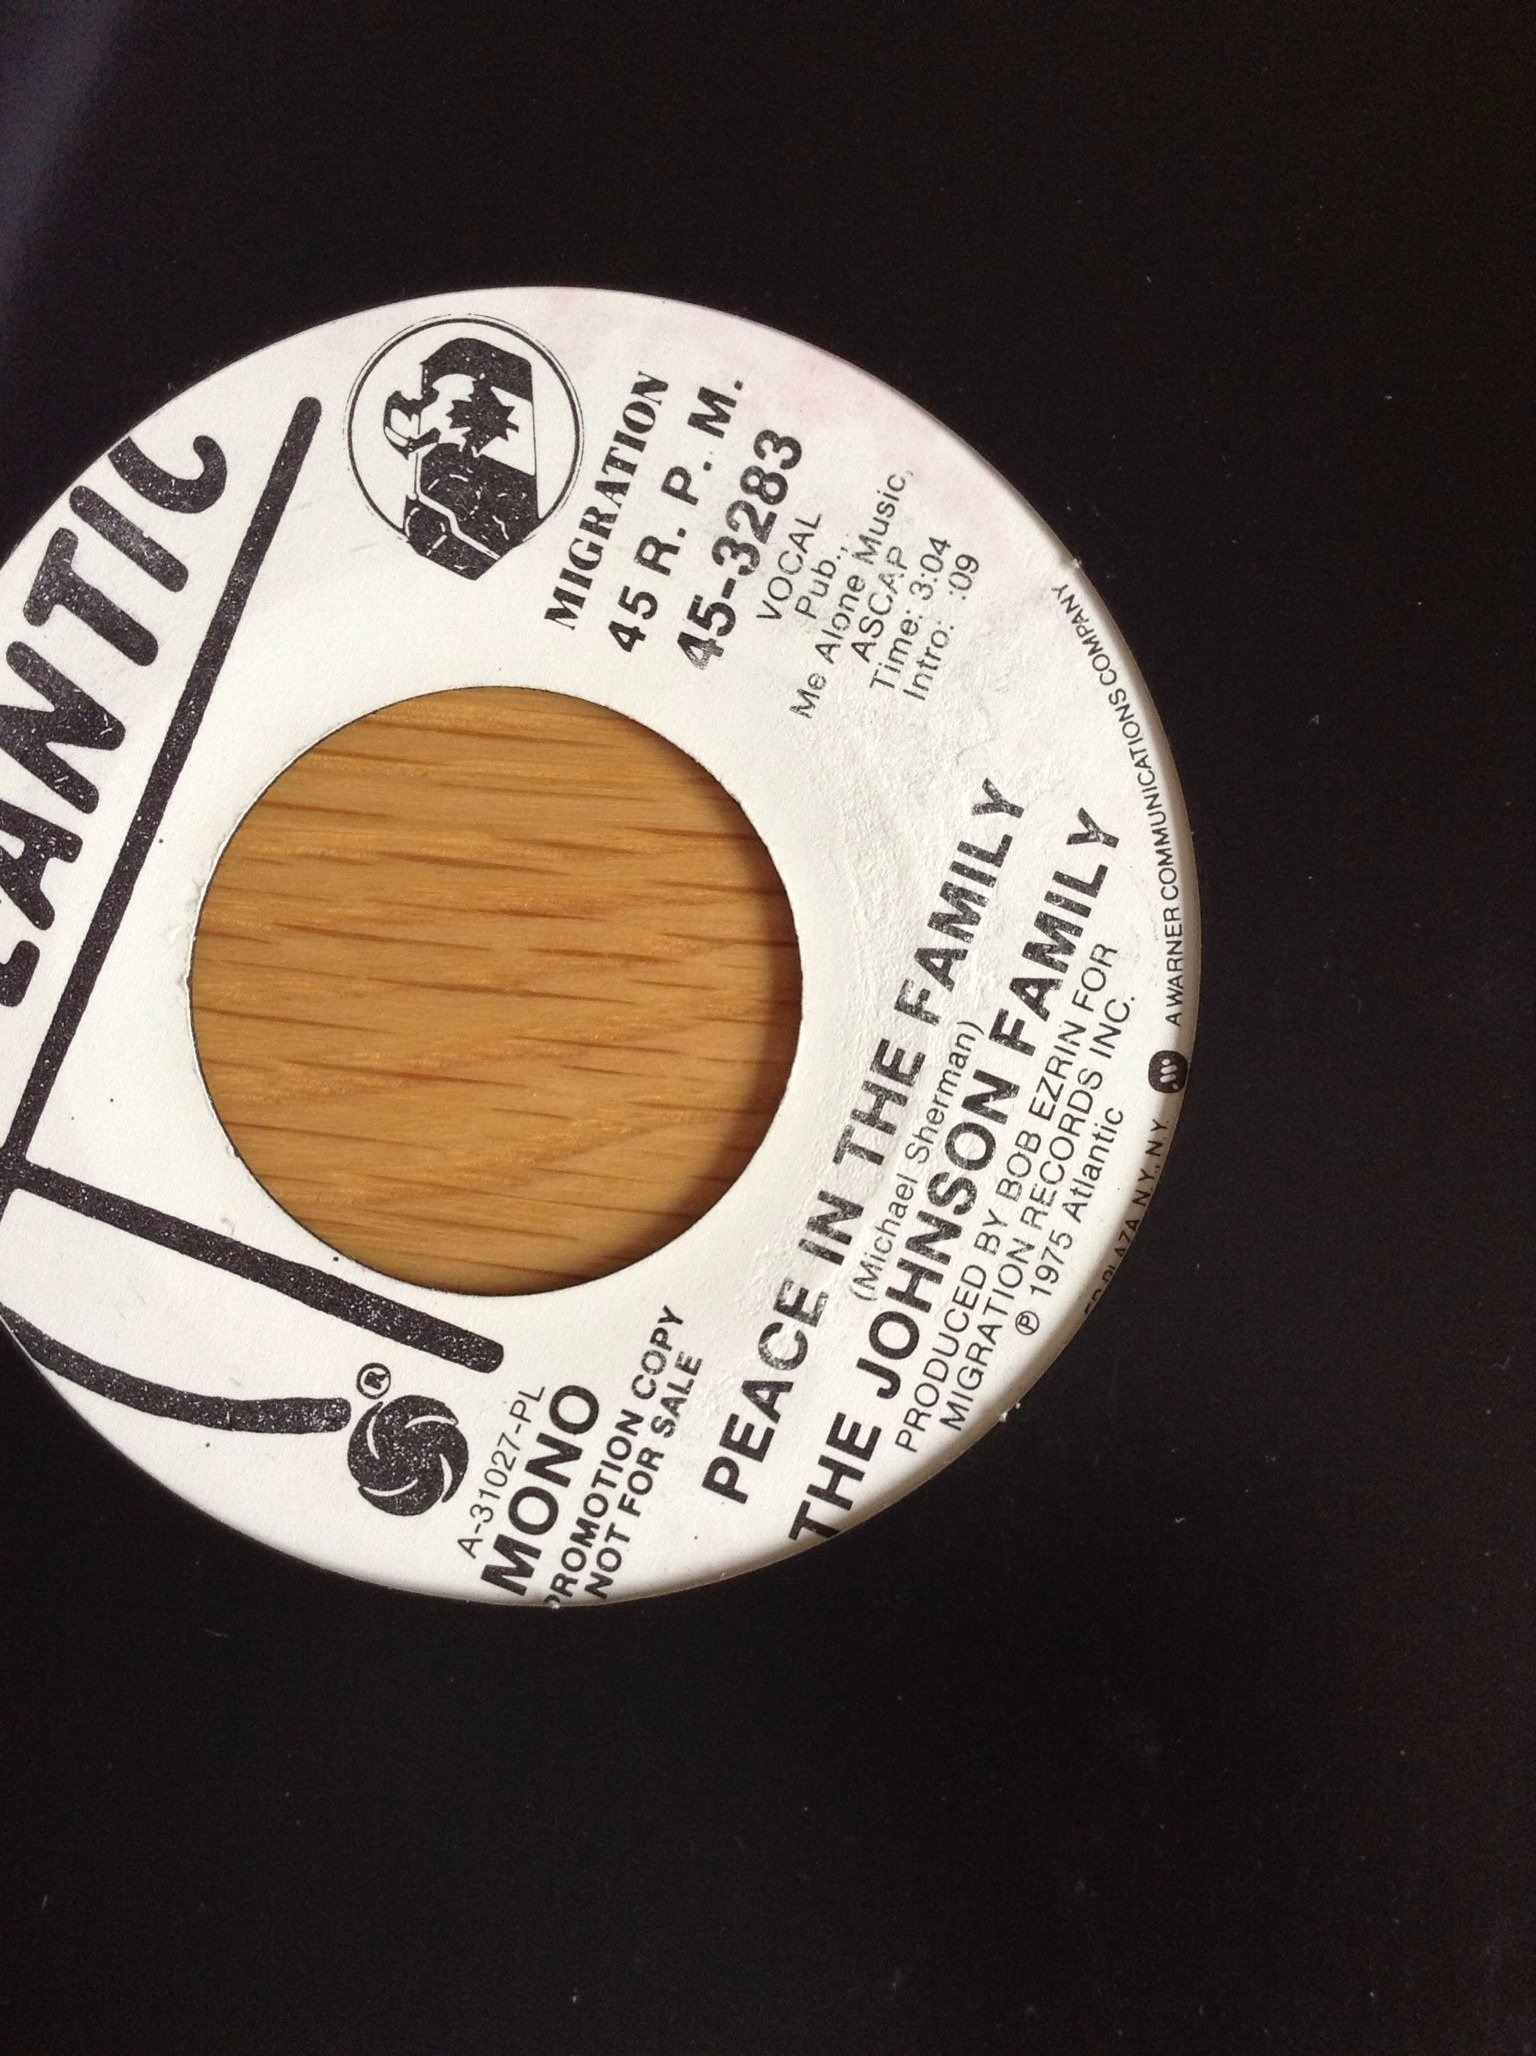 LANTIC
®
A-31027-PL
MONO
PROMOTION COPY
NOT FOR SALE
MIGRATION
45 R. P. M.
45-3283
VOCAL
Pub.,
Me Alone Music,
ASCAP
Time: 3:04
Intro: :09
PEACE IN THE FAMILY
(Michael Sherman)
THE JOHNSON FAMILY
PRODUCED BY BOB EZRIN FOR
MIGRATION RECORDS INC.
℗ 1975 Atlantic
PLAZA N.Y., N.Y. A WARNER COMMUNICATIONS COMPANY